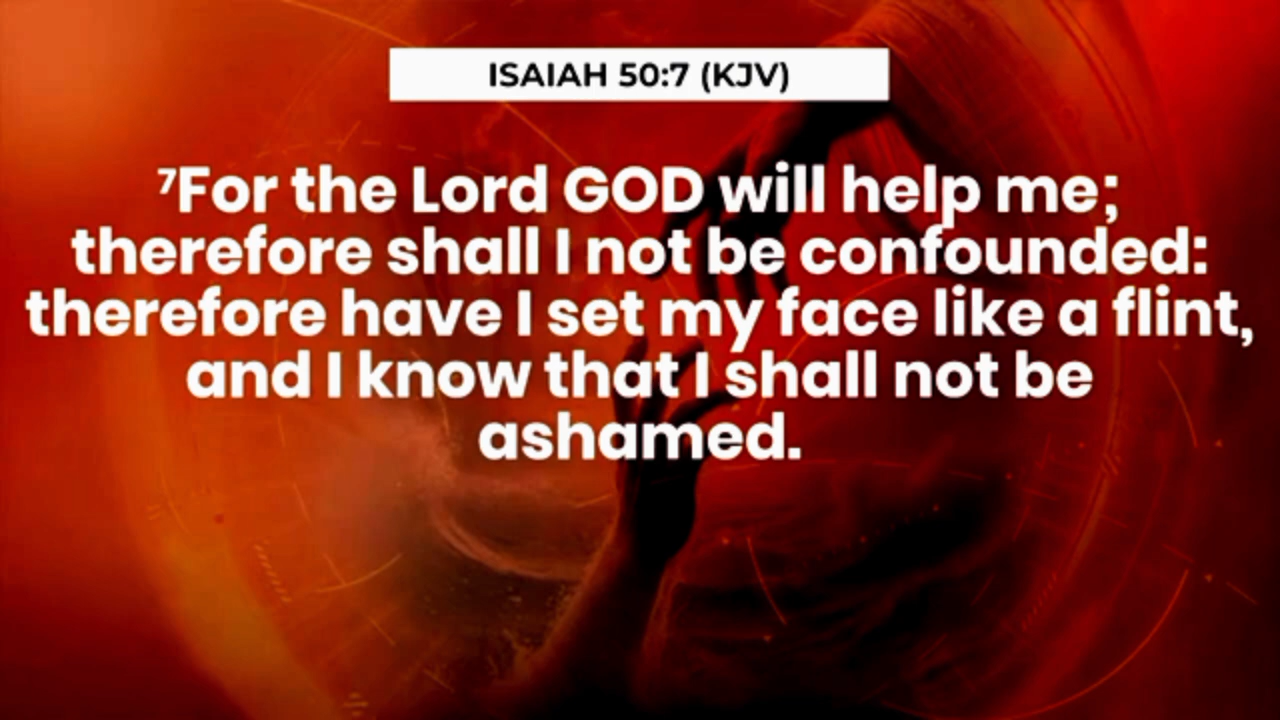 ISAIAH 50:7 (KJV)
⁷For the Lord GOD will help me;
therefore shall I not be confounded:
therefore have I set my face like a flint,
and I know that I shall not be
ashamed.